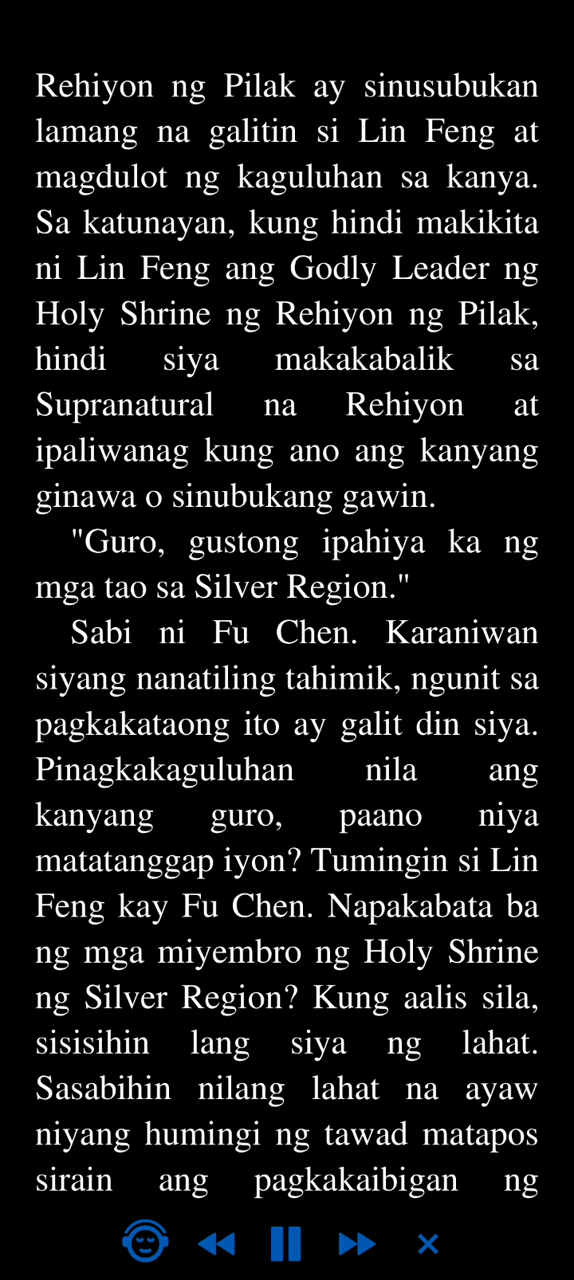 Rehiyon ng Pilak ay sinusubukan
lamang na galitin si Lin Feng at
magdulot ng kaguluhan sa kanya.
Sa katunayan, kung hindi makikita
ni Lin Feng ang Godly Leader ng
Holy Shrine ng Rehiyon ng Pilak,
hindi siya makakabalik sa
Supranatural na Rehiyon at
ipaliwanag kung ano ang kanyang
ginawa o sinubukang gawin.
"Guro, gustong ipahiya ka ng
mga tao sa Silver Region."
Sabi ni Fu Chen. Karaniwan
siyang nanatiling tahimik, ngunit sa
pagkakataong ito ay galit din siya.
Pinagkakaguluhan nila ang
kanyang guro, paano niya
matatanggap iyon? Tumingin si Lin
Feng kay Fu Chen. Napakabata ba
ng mga miyembro ng Holy Shrine
ng Silver Region? Kung aalis sila,
sisisihin lang siya ng lahat.
Sasabihin nilang lahat na ayaw
niyang humingi ng tawad matapos
sirain ang pagkakaibigan ng